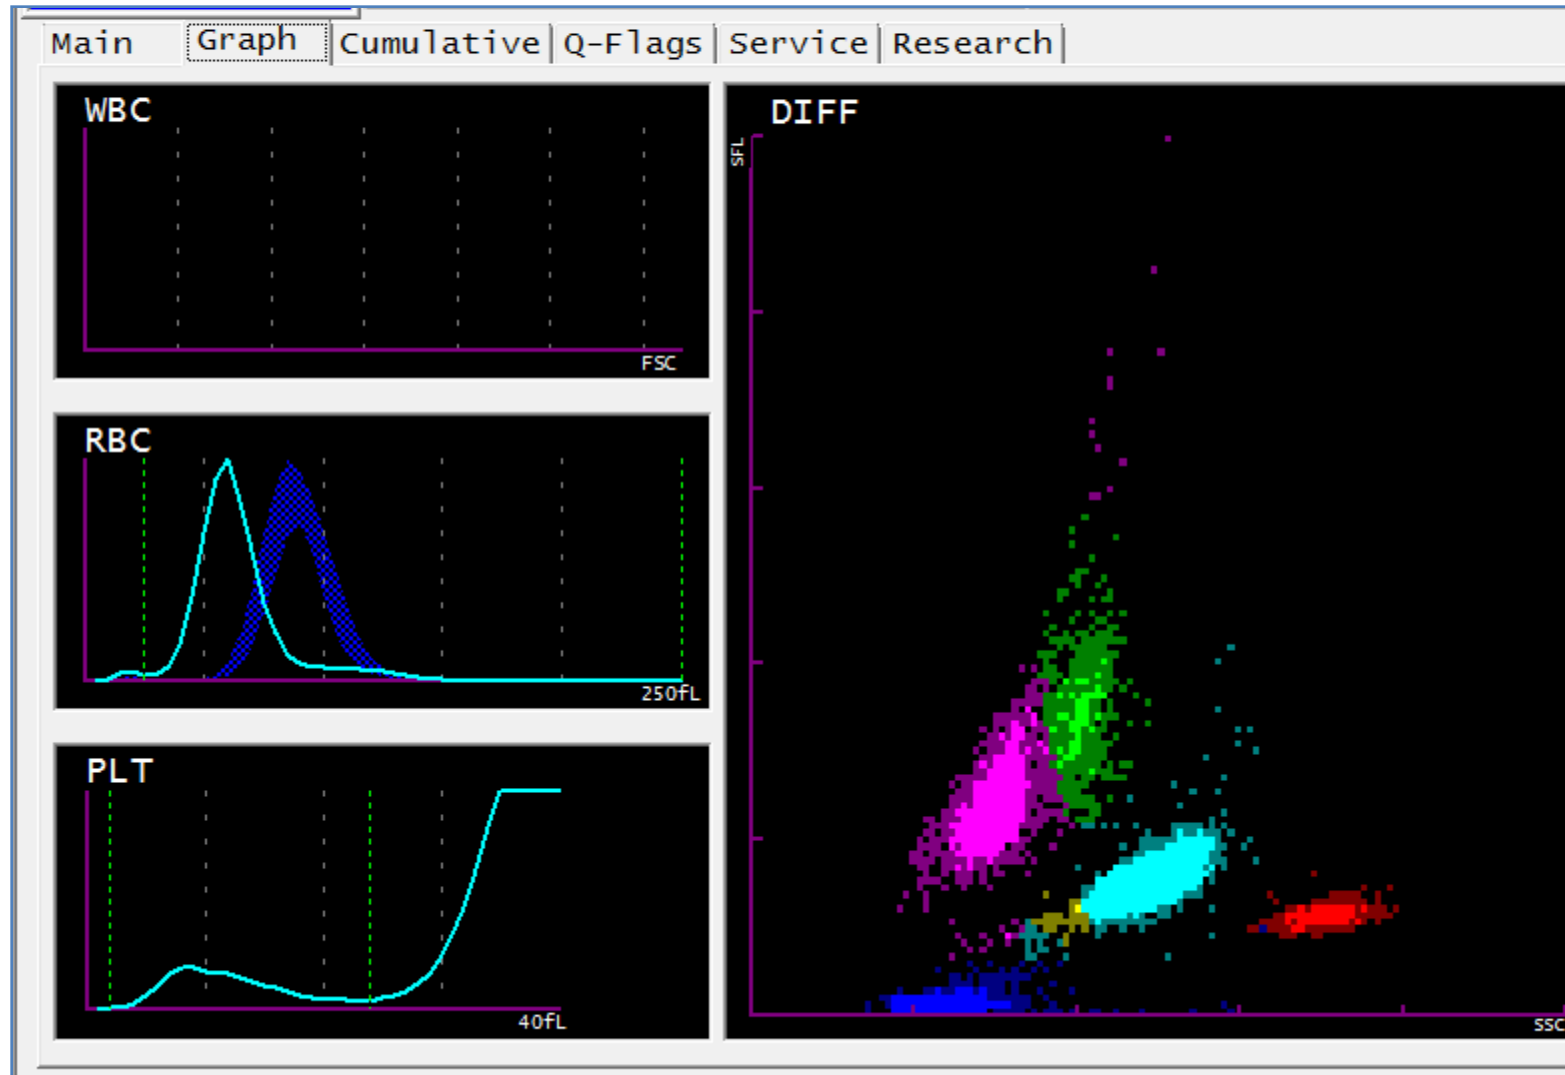 Main Graph Cumulative Q-Flags Service Research
WBC
FSC
RBC
250fL
PLT
40fL
DIFF
SFL
SSC